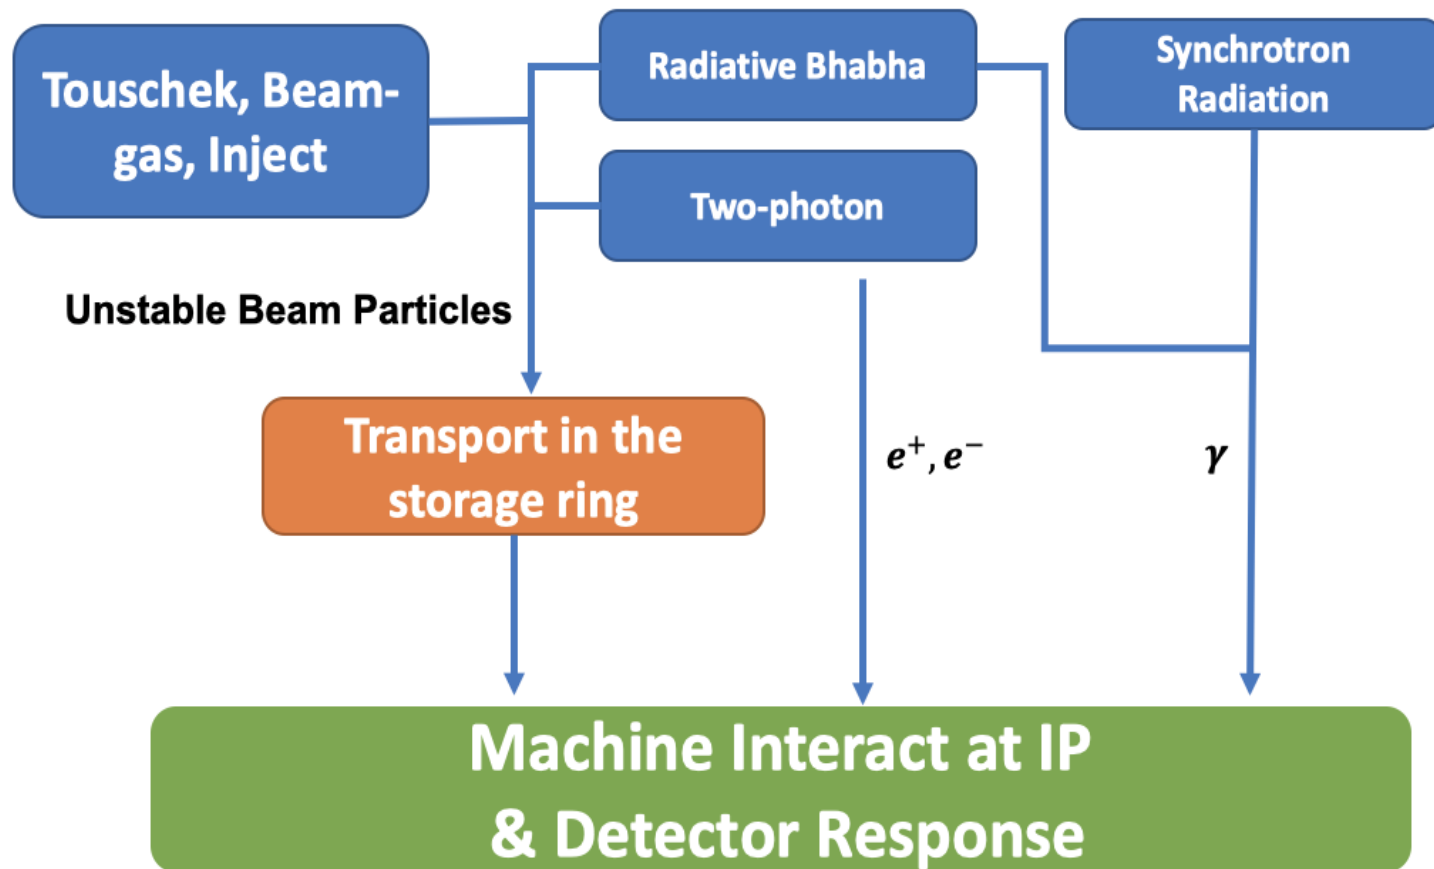 Touschek, Beam-
gas, Inject
Radiative Bhabha
Synchrotron
Radiation
Two-photon
Unstable Beam Particles
Transport in the
storage ring
e⁺, e⁻
γ
Machine Interact at IP
& Detector Response